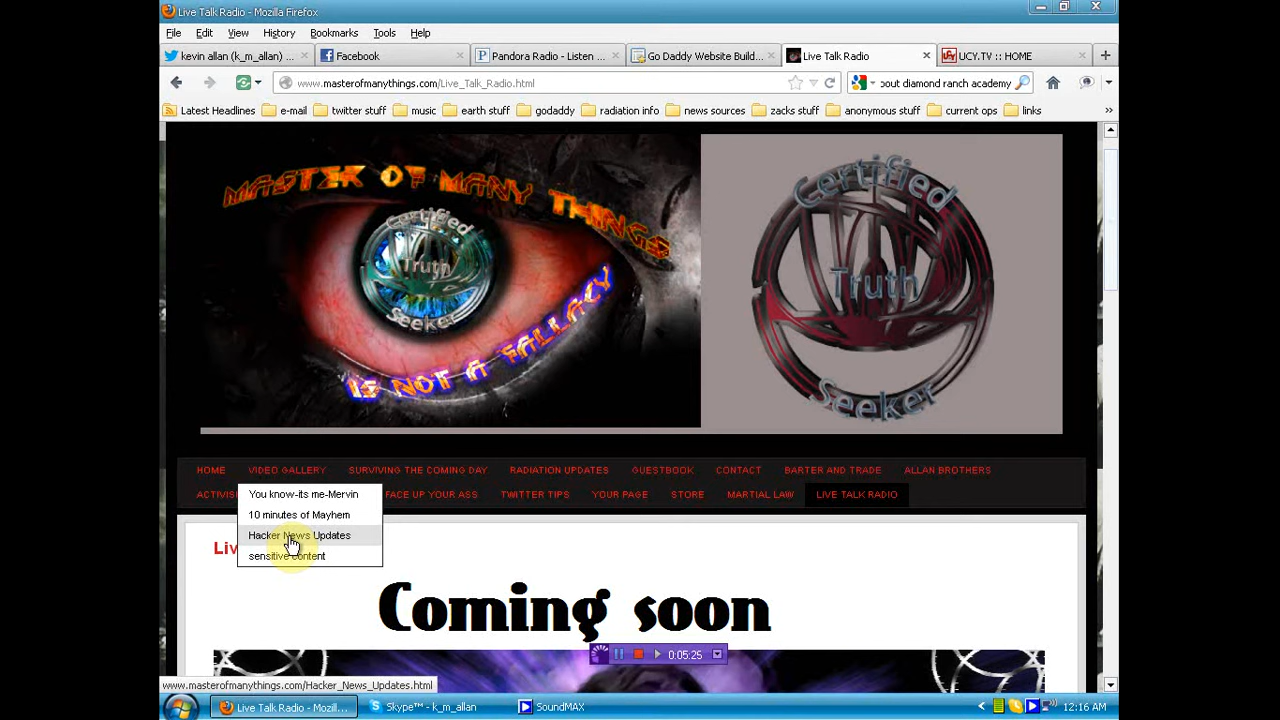 Live Talk Radio - Mozilla Firefox
File Edit View History Bookmarks Tools Help
kevin allan (k_m_allan) ... Facebook Pandora Radio - Listen ... Go Daddy Website Build... Live Talk Radio UCY.TV :: HOME
www.masterofmanythings.com/Live_Talk_Radio.html out diamond ranch academy
Latest Headlines e-mail twitter stuff music earth stuff godaddy radiation info news sources zacks stuff anonymous stuff current ops links
MASTER OF MANY THINGS
Certified
Truth
Seeker
IS NOT A FALLACY
Certified
Truth
Seeker
HOME VIDEO GALLERY SURVIVING THE COMING DAY RADIATION UPDATES GUESTBOOK CONTACT BARTER AND TRADE ALLAN BROTHERS
FACE UP YOUR ASS TWITTER TIPS YOUR PAGE STORE MARTIAL LAW LIVE TALK RADIO
You know-its me-Mervin
10 minutes of Mayhem
Hacker News Updates
sensitive content
Coming soon
0:05:25
www.masterofmanythings.com/Hacker_News_Updates.html
Live Talk Radio - Mozill... Skype™ - k_m_allan SoundMAX 12:16 AM